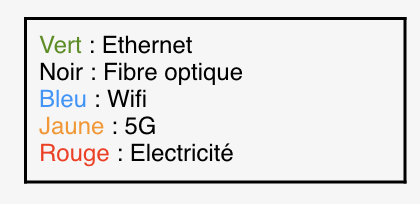 Vert : Ethernet
Noir : Fibre optique
Bleu : Wifi
Jaune : 5G
Rouge : Electricité